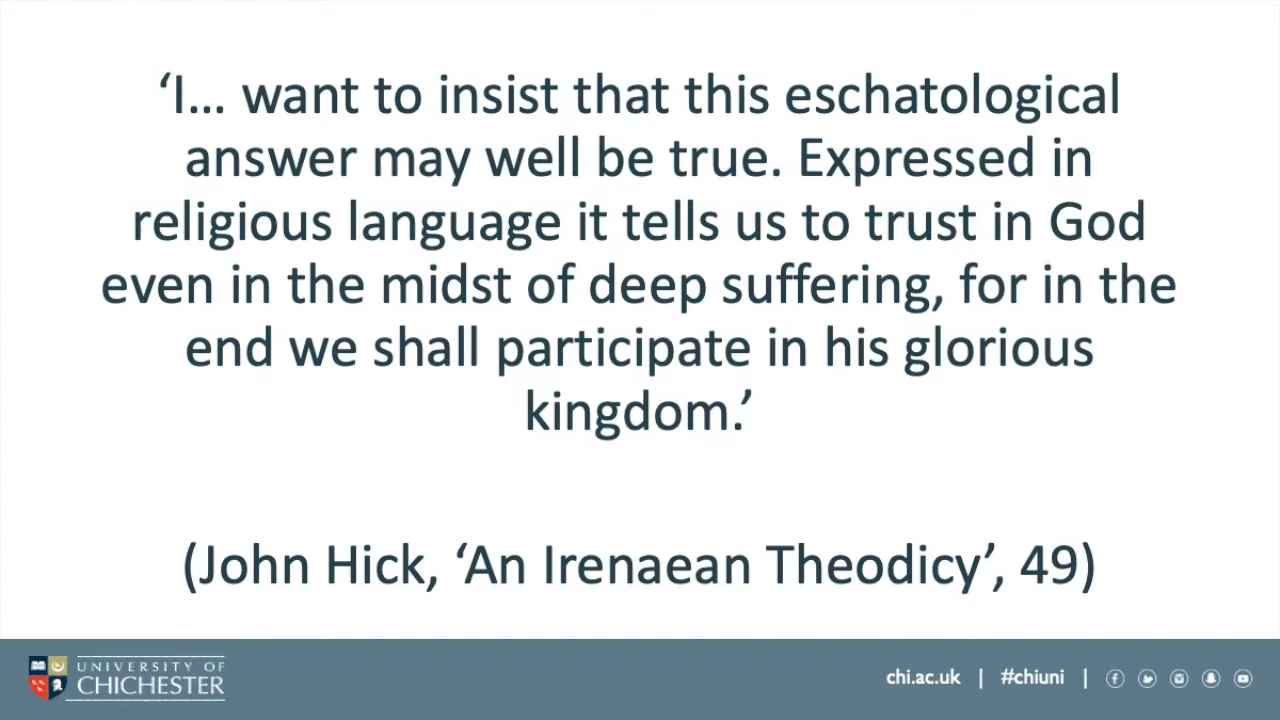 ‘I... want to insist that this eschatological
answer may well be true. Expressed in
religious language it tells us to trust in God
even in the midst of deep suffering, for in the
end we shall participate in his glorious
kingdom.’
(John Hick, ‘An Irenaean Theodicy’, 49)
UNIVERSITY OF
CHICHESTER
chi.ac.uk | #chiuni |